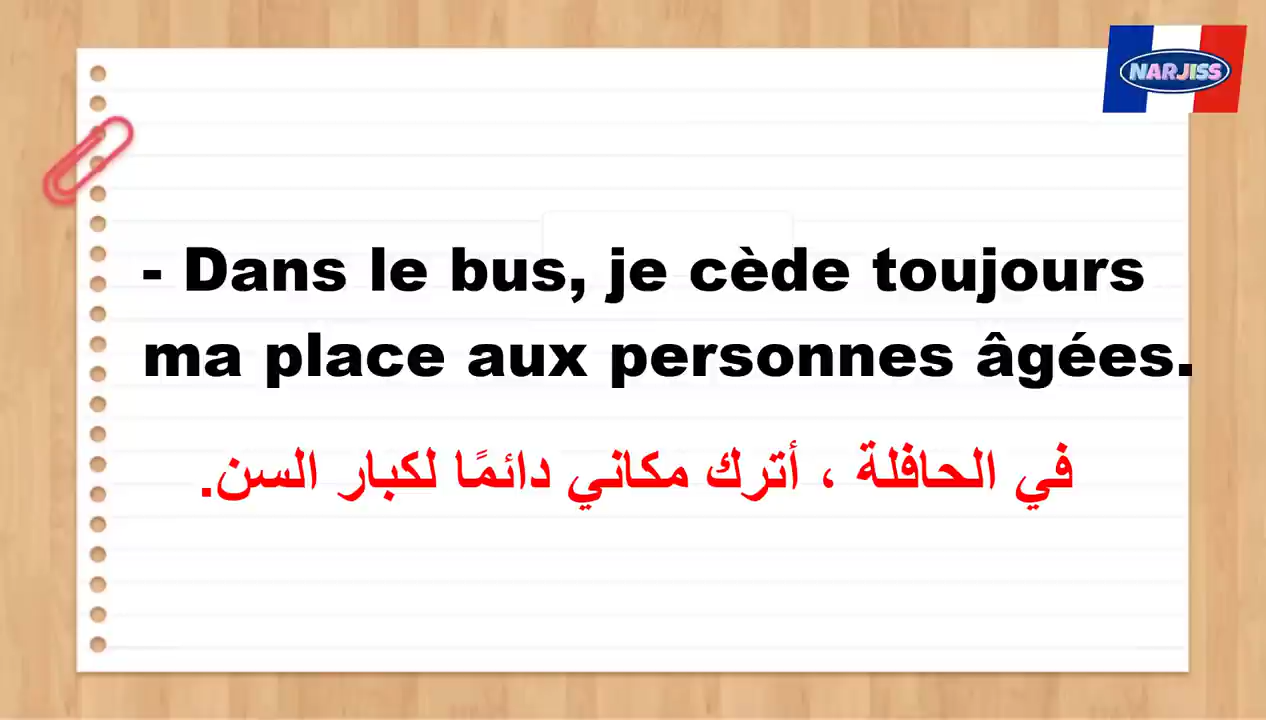 NARJISS
- Dans le bus, je cède toujours
ma place aux personnes âgées.
في الحافلة ، أترك مكاني دائمًا لكبار السن.